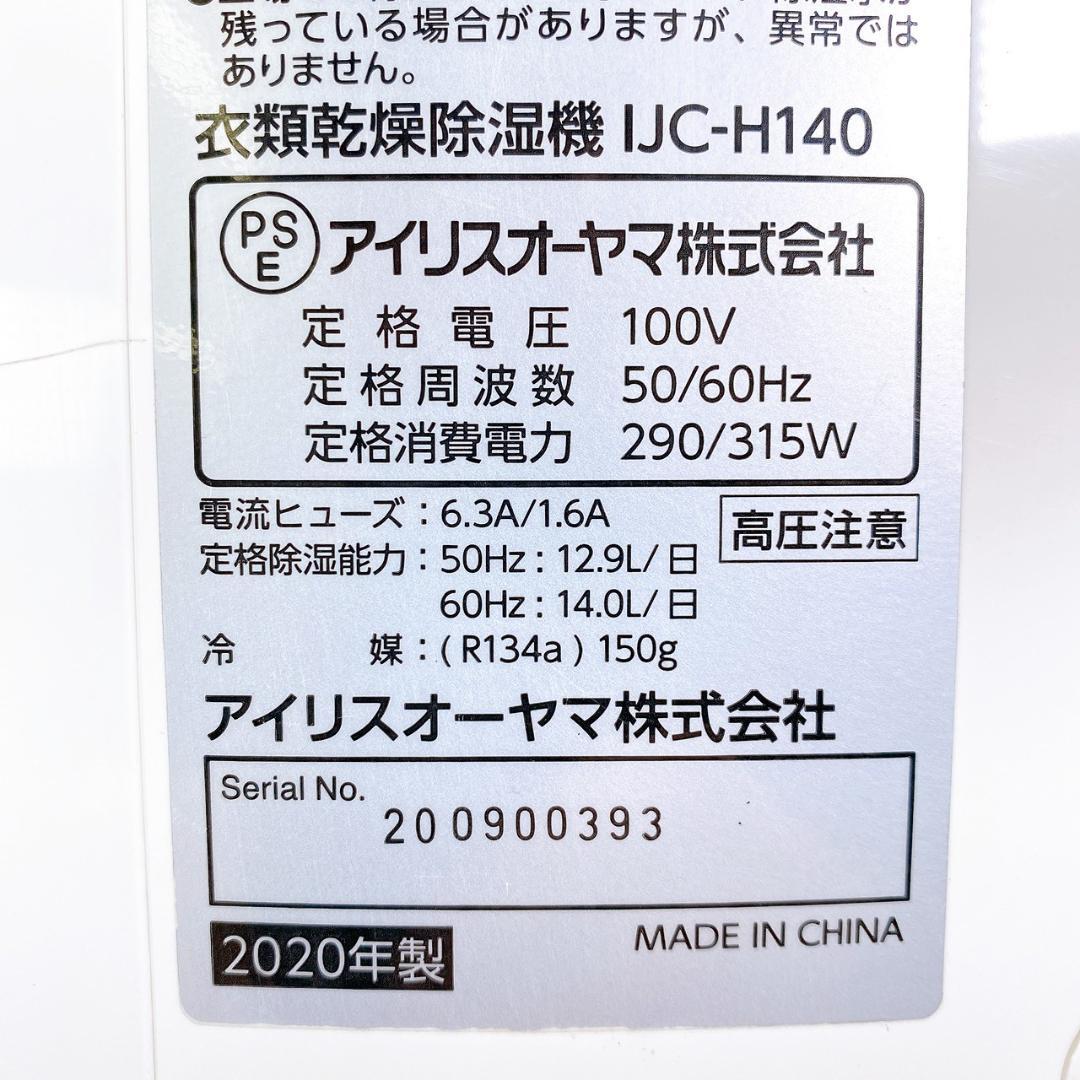 残っている場合がありますが、異常では
ありません。
衣類乾燥除湿機 IJC-H140
PS
E
アイリスオーヤマ株式会社
定格電圧 100V
定格周波数 50/60Hz
定格消費電力 290/315W
電流ヒューズ：6.3A/1.6A
高圧注意
定格除湿能力：50Hz : 12.9L/日
60Hz : 14.0L/日
冷媒：( R134a ) 150g
アイリスオーヤマ株式会社
Serial No.
200900393
2020年製
MADE IN CHINA